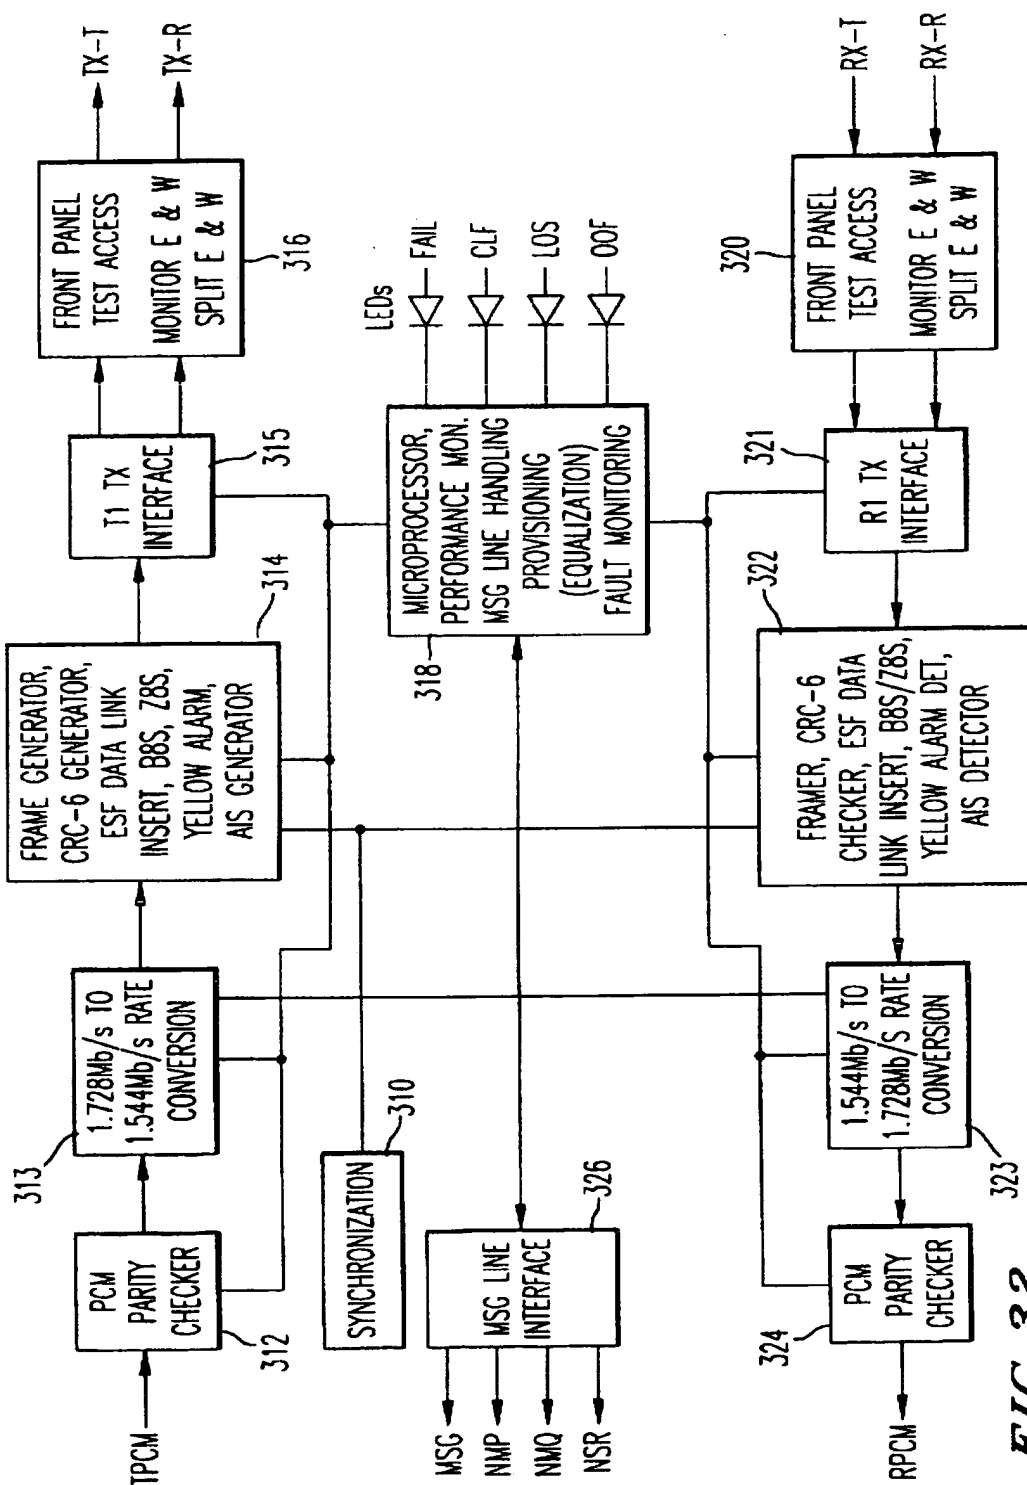 TPCM
PCM
PARITY
CHECKER
312
313
1.728Mb/s TO
1.544Mb/s RATE
CONVERSION
FRAME GENERATOR,
CRC-6 GENERATOR,
ESF DATA LINK
INSERT, B8S, Z8S,
YELLOW ALARM,
AIS GENERATOR
314
T1 TX
INTERFACE
315
FRONT PANEL
TEST ACCESS
MONITOR E & W
SPLIT E & W
316
TX-T
TX-R
SYNCHRONIZATION
310
MSG
NMP
NMQ
NSR
MSG LINE
INTERFACE
326
318
MICROPROCESSOR,
PERFORMANCE MON.
MSG LINE HANDLING
PROVISIONING
(EQUALIZATION)
FAULT MONITORING
LEDs
FAIL
CLF
LOS
OOF
RPCM
324
PCM
PARITY
CHECKER
1.544Mb/s TO
1.728Mb/S RATE
CONVERSION
323
322
FRAMER, CRC-6
CHECKER, ESF DATA
LINK INSERT, B8S/Z8S,
YELLOW ALARM DET,
AIS DETECTOR
321
R1 TX
INTERFACE
320
FRONT PANEL
TEST ACCESS
MONITOR E & W
SPLIT E & W
RX-T
RX-R
FIG. 32